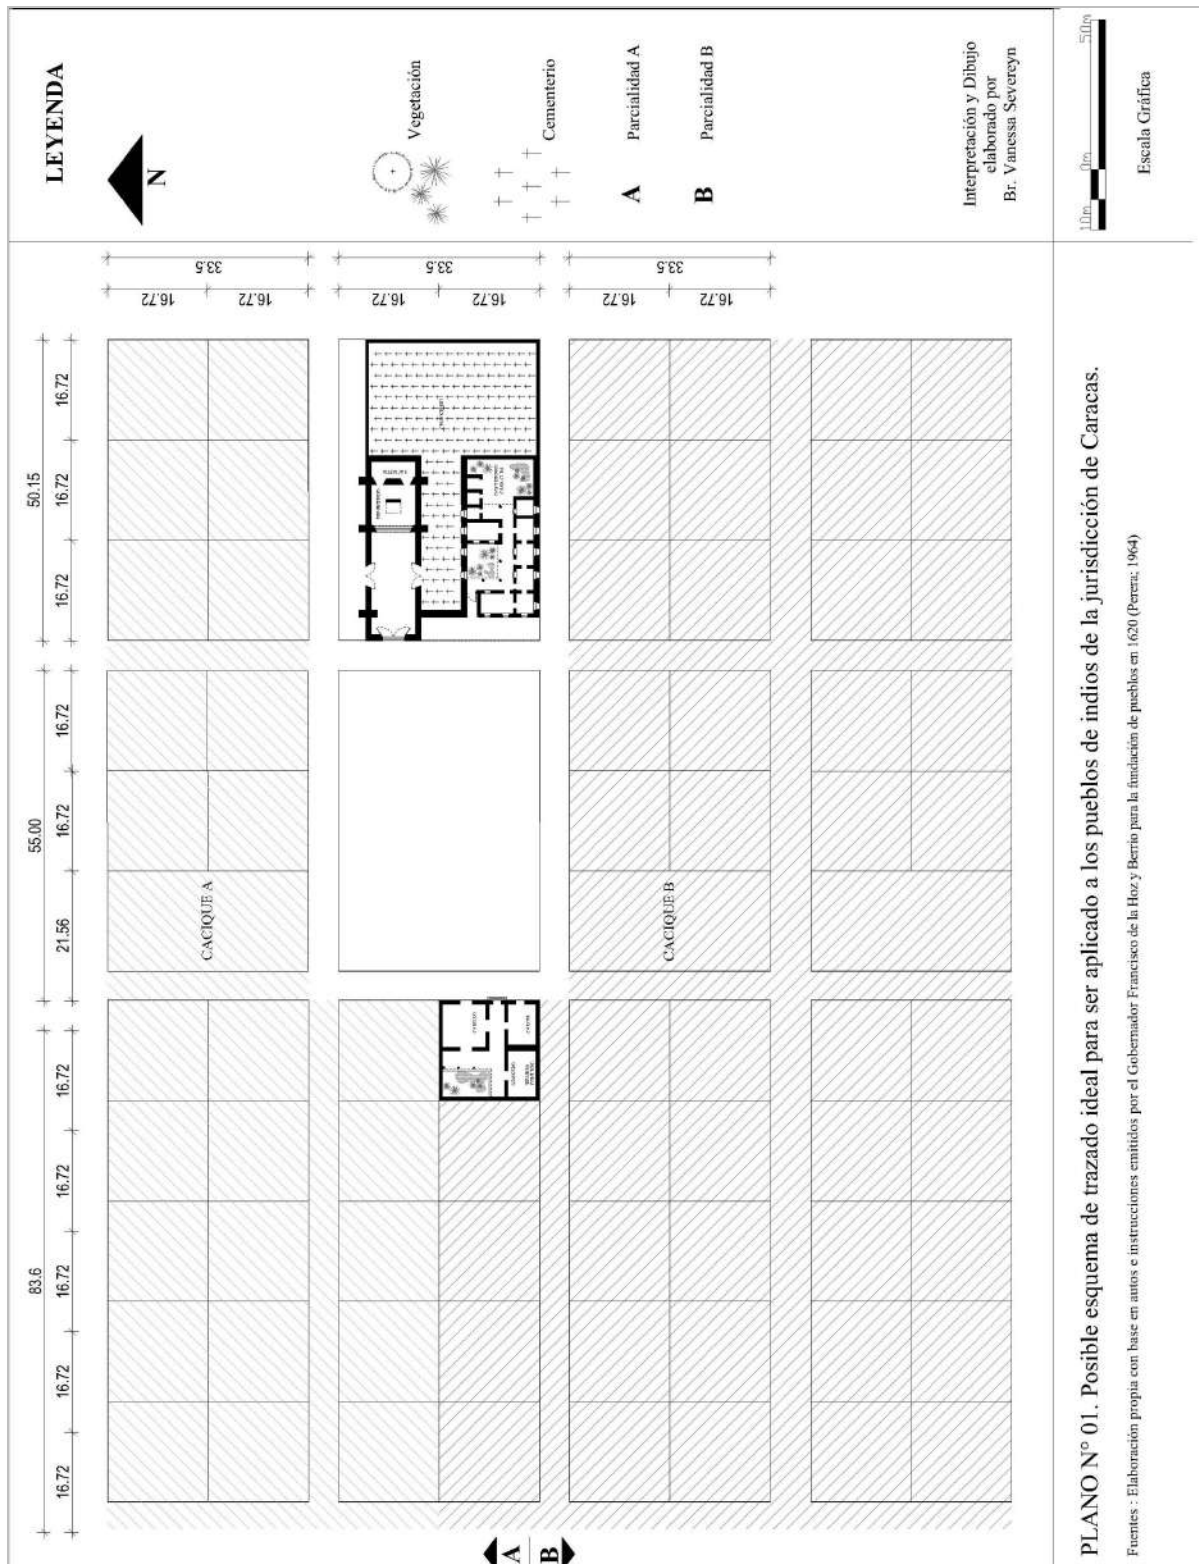 LEYENDA
N
Vegetación
Cementerio
A Parcialidad A
B Parcialidad B
Interpretación y Dibujo
elaborado por
Br. Vanessa Severeyn
10m 0m 50m
Escala Gráfica
83.6 55.00 50.15
16.72 16.72 16.72 16.72 16.72 21.56 16.72 16.72 16.72 16.72 16.72
33.5
16.72 16.72
33.5
16.72 16.72
33.5
16.72 16.72
CACIQUE A
CACIQUE B
A
B
PLANO N° 01. Posible esquema de trazado ideal para ser aplicado a los pueblos de indios de la jurisdicción de Caracas.
Fuentes : Elaboración propia con base en autos e instrucciones emitidos por el Gobernador Francisco de la Hoz y Berrio para la fundación de pueblos en 1620 (Perera; 1964)